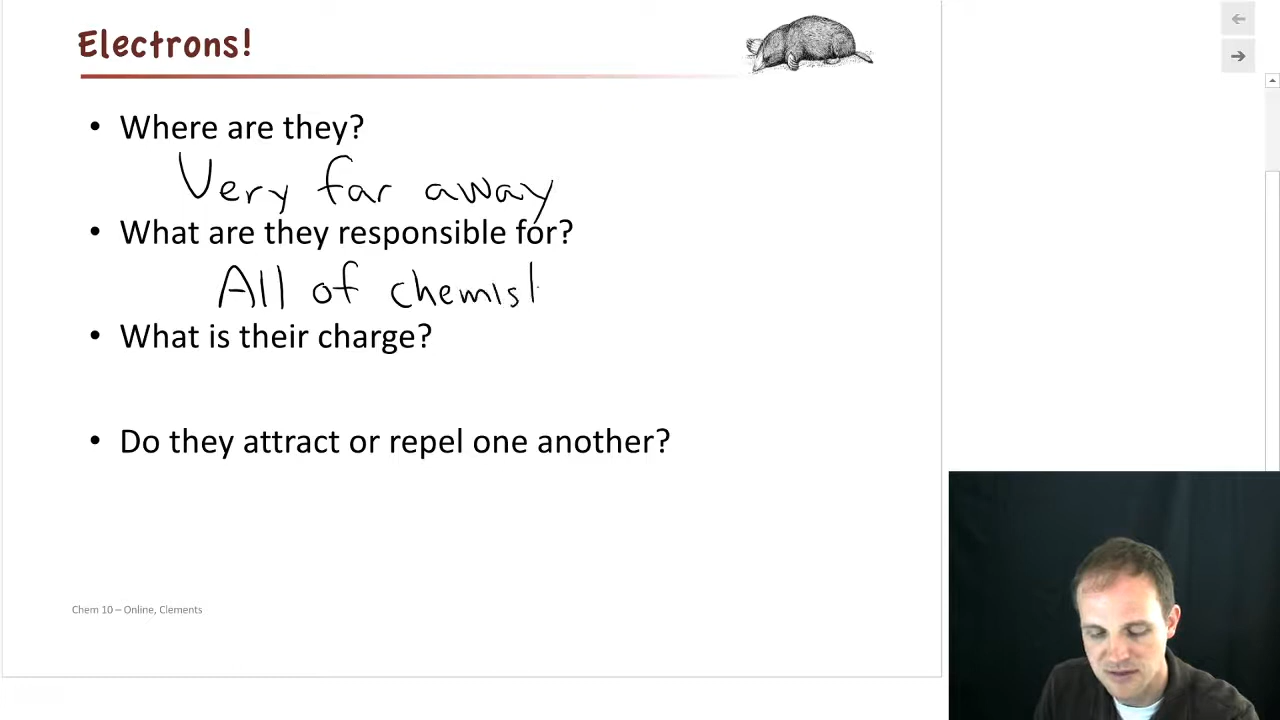 Electrons!
• Where are they?
Very far away
• What are they responsible for?
All of chemist
• What is their charge?
• Do they attract or repel one another?
Chem 10 – Online, Clements